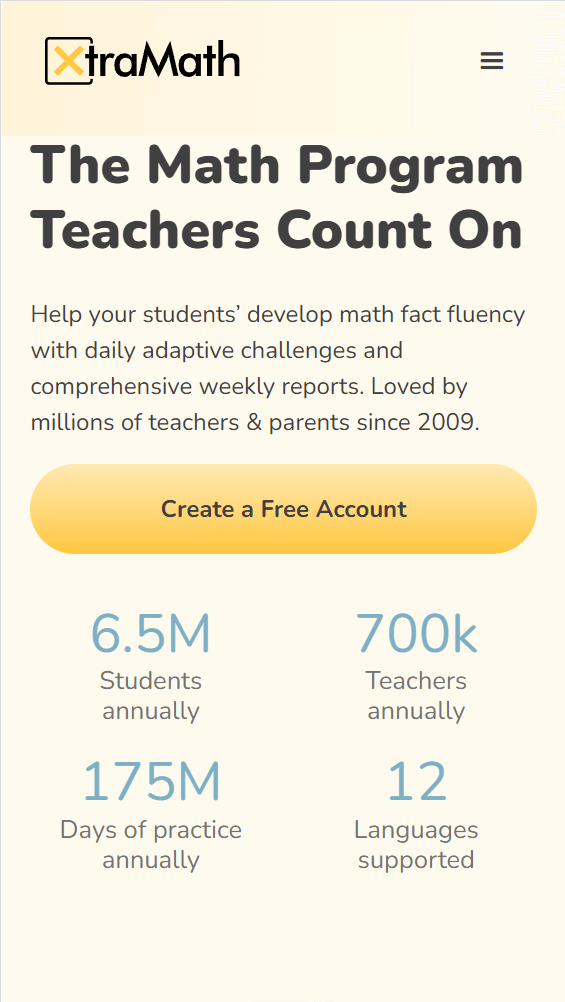 XtraMath
The Math Program
Teachers Count On
Help your students’ develop math fact fluency
with daily adaptive challenges and
comprehensive weekly reports. Loved by
millions of teachers & parents since 2009.
Create a Free Account
6.5M
Students
annually
700k
Teachers
annually
175M
Days of practice
annually
12
Languages
supported